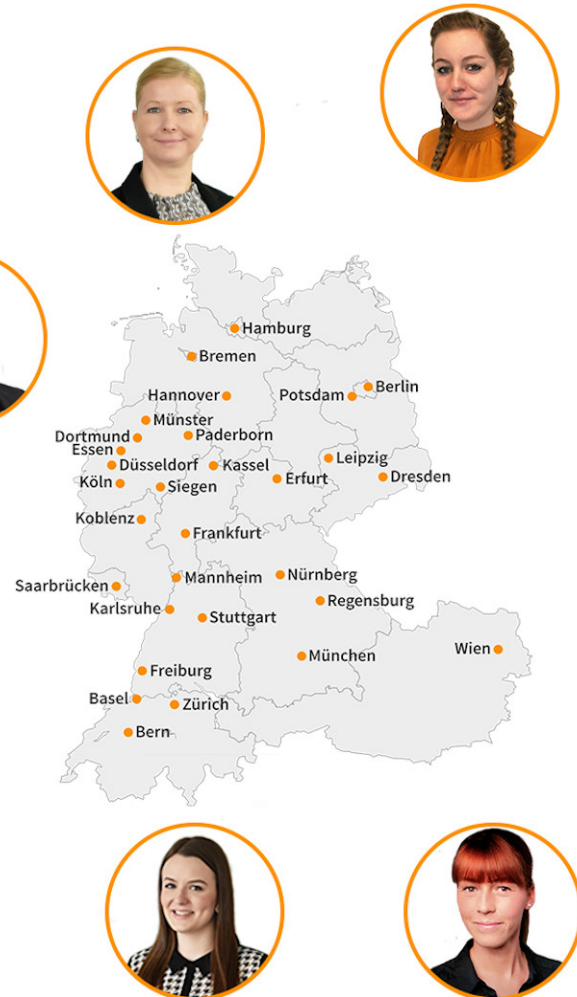 Hamburg
Bremen
Berlin
Hannover
Potsdam
Münster
Dortmund
Paderborn
Essen
Düsseldorf
Kassel
Leipzig
Köln
Siegen
Erfurt
Dresden
Koblenz
Frankfurt
Mannheim
Nürnberg
Saarbrücken
Regensburg
Karlsruhe
Stuttgart
Wien
München
Freiburg
Basel
Zürich
Bern